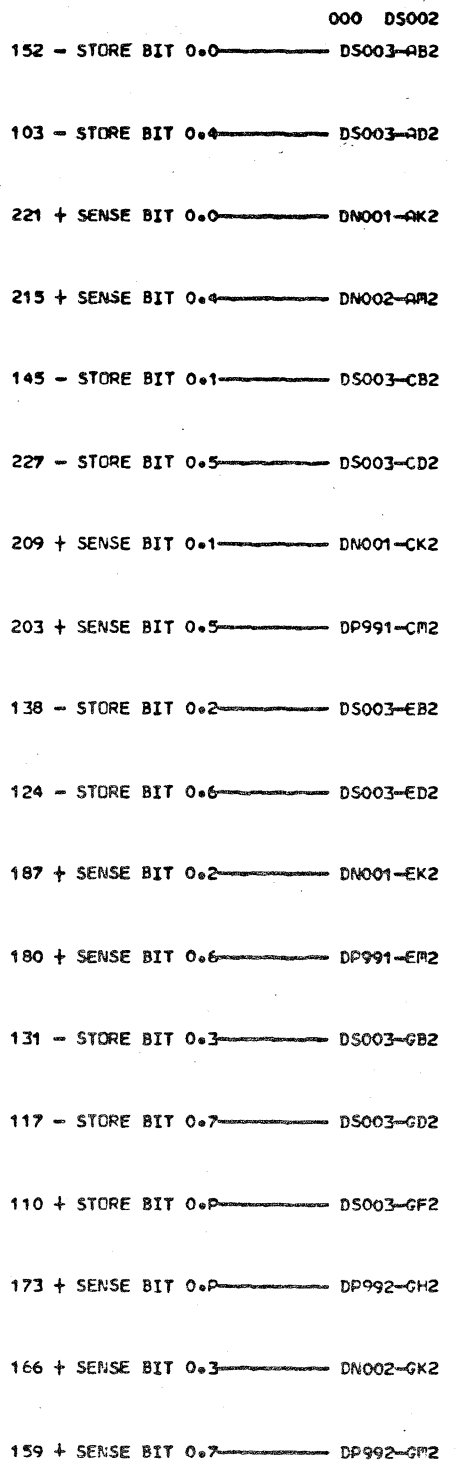 000 DS002
152 - STORE BIT 0.0 DS003-AB2
103 - STORE BIT 0.4 DS003-AD2
221 + SENSE BIT 0.0 DN001-AK2
215 + SENSE BIT 0.4 DN002-AM2
145 - STORE BIT 0.1 DS003-CB2
227 - STORE BIT 0.5 DS003-CD2
209 + SENSE BIT 0.1 DN001-CK2
203 + SENSE BIT 0.5 DP991-CM2
138 - STORE BIT 0.2 DS003-EB2
124 - STORE BIT 0.6 DS003-ED2
187 + SENSE BIT 0.2 DN001-EK2
180 + SENSE BIT 0.6 DP991-EM2
131 - STORE BIT 0.3 DS003-GB2
117 - STORE BIT 0.7 DS003-GD2
110 + STORE BIT 0.P DS003-GF2
173 + SENSE BIT 0.P DP992-GH2
166 + SENSE BIT 0.3 DN002-GK2
159 + SENSE BIT 0.7 DP992-GM2